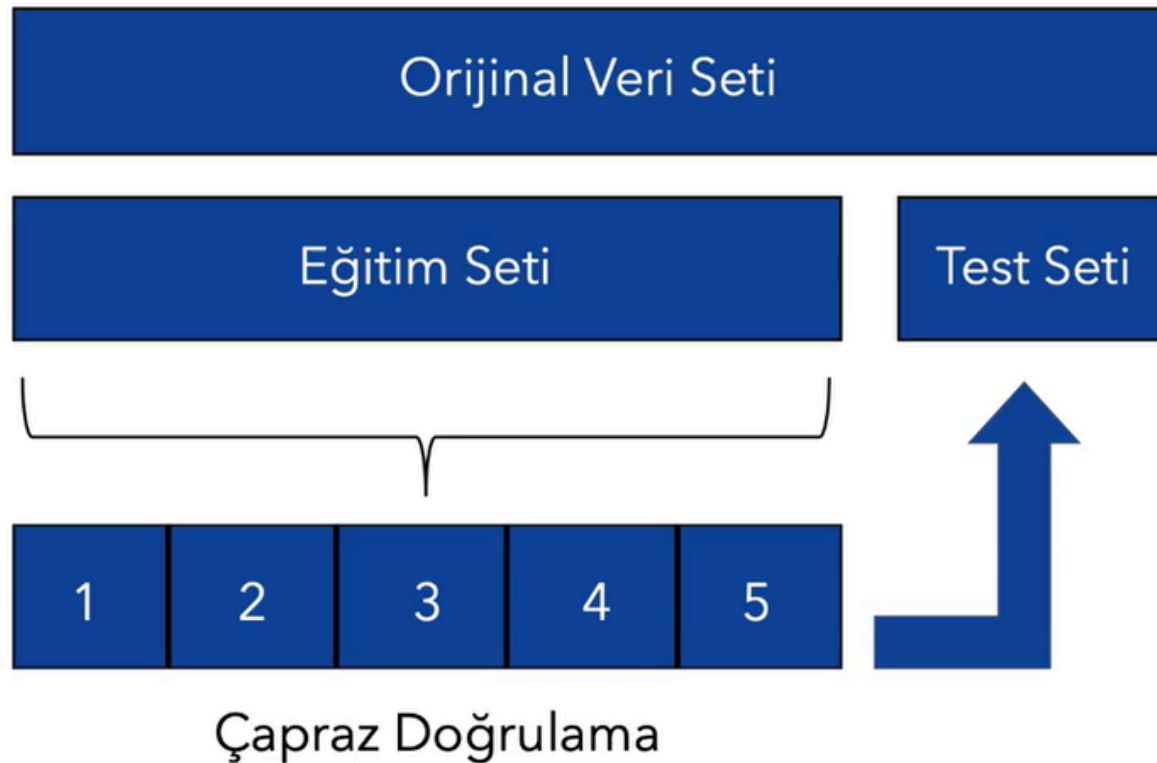 Orijinal Veri Seti
Eğitim Seti
Test Seti
1 2 3 4 5
Çapraz Doğrulama